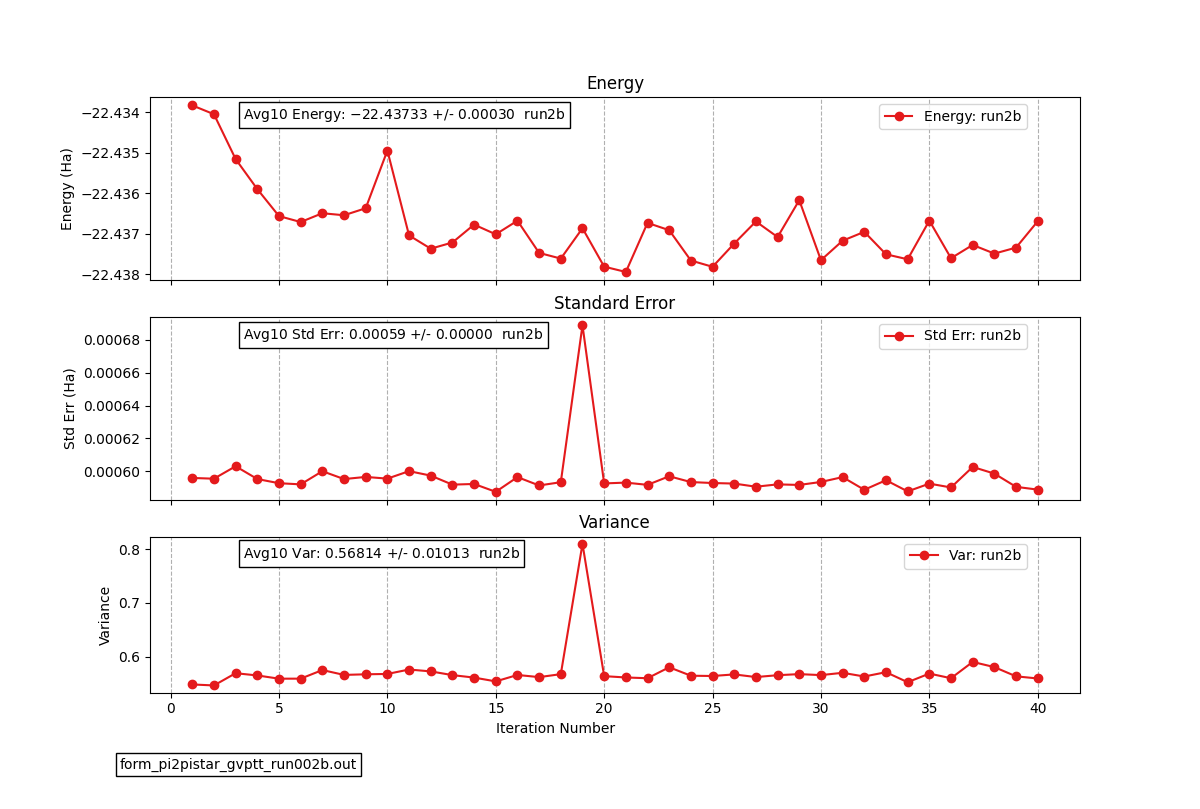 Energy
Avg10 Energy: −22.43733 +/- 0.00030 run2b
Energy: run2b
Energy (Ha)
−22.434
−22.435
−22.436
−22.437
−22.438
Standard Error
Avg10 Std Err: 0.00059 +/- 0.00000 run2b
Std Err: run2b
Std Err (Ha)
0.00068
0.00066
0.00064
0.00062
0.00060
Variance
Avg10 Var: 0.56814 +/- 0.01013 run2b
Var: run2b
Variance
0.8
0.7
0.6
0 5 10 15 20 25 30 35 40
Iteration Number
form_pi2pistar_gvptt_run002b.out